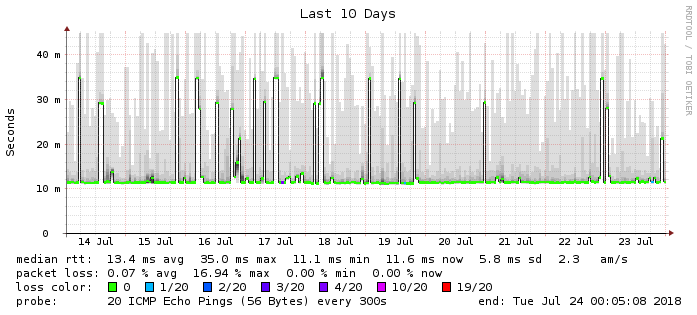 Last 10 Days
RRDTOOL / TOBI OETIKER
Seconds
40 m
30 m
20 m
10 m
0
14 Jul 15 Jul 16 Jul 17 Jul 18 Jul 19 Jul 20 Jul 21 Jul 22 Jul 23 Jul
median rtt: 13.4 ms avg 35.0 ms max 11.1 ms min 11.6 ms now 5.8 ms sd 2.3 am/s
packet loss: 0.07 % avg 16.94 % max 0.00 % min 0.00 % now
loss color: 0 1/20 2/20 3/20 4/20 10/20 19/20
probe: 20 ICMP Echo Pings (56 Bytes) every 300s end: Tue Jul 24 00:05:08 2018